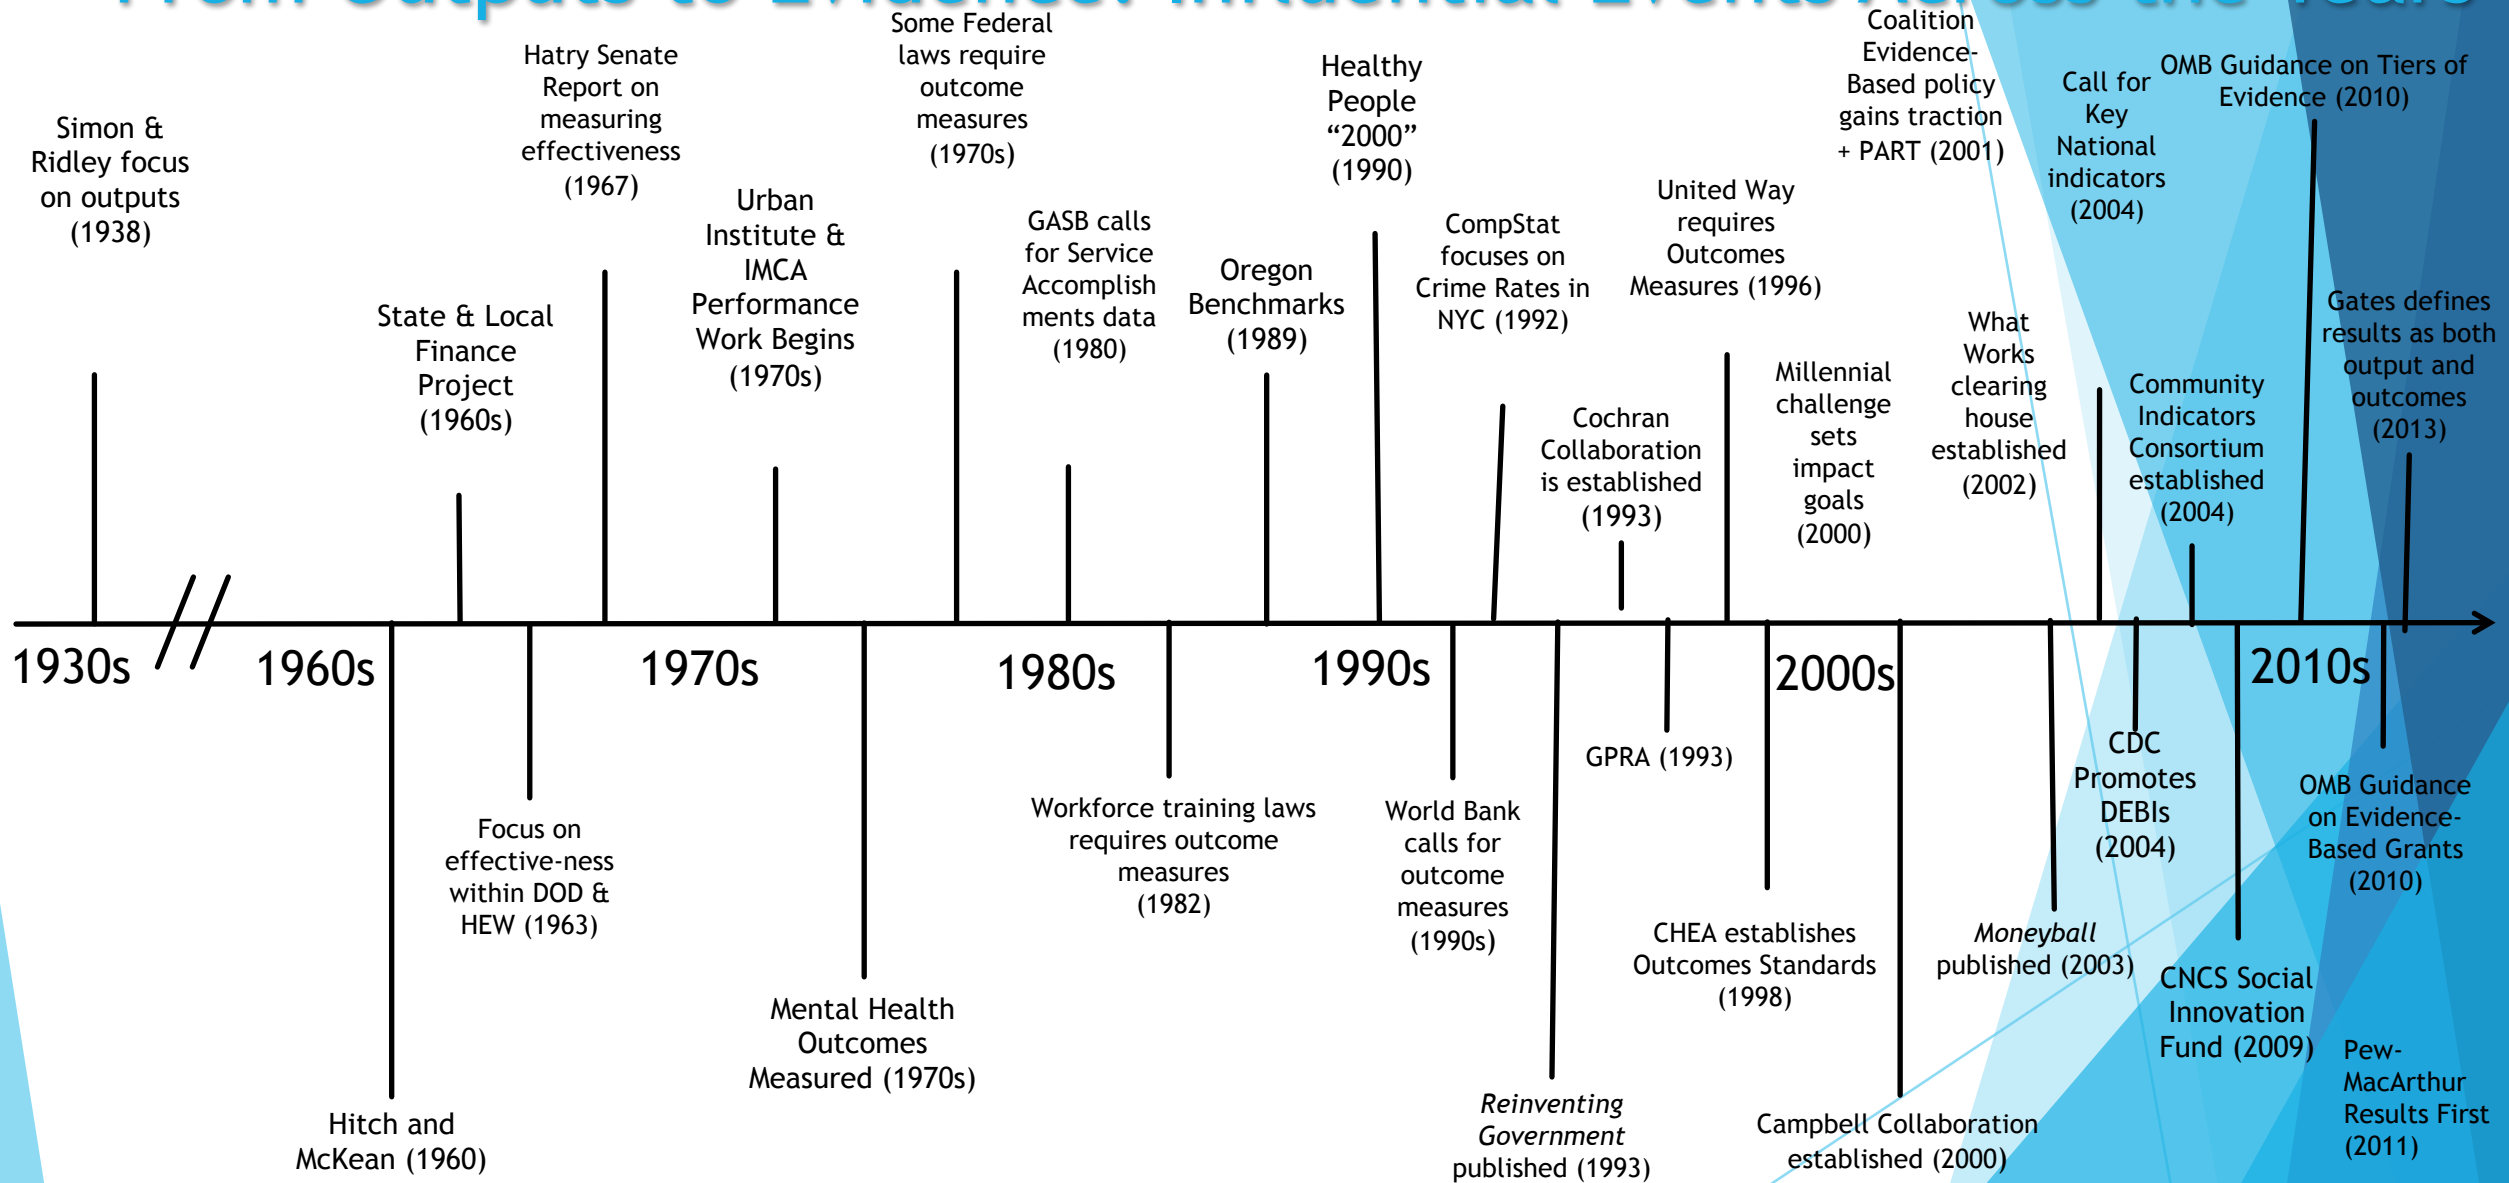 From Outputs to Evidence: Influential Events Across the Years
Simon &
Ridley focus
on outputs
(1938)
State & Local
Finance
Project
(1960s)
Hatry Senate
Report on
measuring
effectiveness
(1967)
Urban
Institute &
IMCA
Performance
Work Begins
(1970s)
Some Federal
laws require
outcome
measures
(1970s)
GASB calls
for Service
Accomplish
ments data
(1980)
Oregon
Benchmarks
(1989)
Healthy
People
“2000”
(1990)
CompStat
focuses on
Crime Rates in
NYC (1992)
Cochran
Collaboration
is established
(1993)
United Way
requires
Outcomes
Measures (1996)
Millennial
challenge
sets
impact
goals
(2000)
Coalition
Evidence-
Based policy
gains traction
+ PART (2001)
What
Works
clearing
house
established
(2002)
Call for
Key
National
indicators
(2004)
Community
Indicators
Consortium
established
(2004)
OMB Guidance on Tiers of
Evidence (2010)
Gates defines
results as both
output and
outcomes
(2013)
1930s
1960s
1970s
1980s
1990s
2000s
2010s
Hitch and
McKean (1960)
Focus on
effective-ness
within DOD &
HEW (1963)
Mental Health
Outcomes
Measured (1970s)
Workforce training laws
requires outcome
measures
(1982)
World Bank
calls for
outcome
measures
(1990s)
Reinventing
Government
published (1993)
GPRA (1993)
CHEA establishes
Outcomes Standards
(1998)
Campbell Collaboration
established (2000)
Moneyball
published (2003)
CDC
Promotes
DEBIs
(2004)
CNCS Social
Innovation
Fund (2009)
OMB Guidance
on Evidence-
Based Grants
(2010)
Pew-
MacArthur
Results First
(2011)